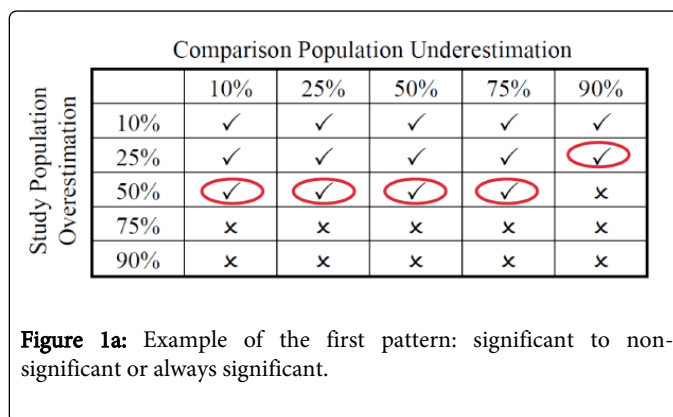 Comparison Population Underestimation
Study Population
Overestimation
10% 25% 50% 75% 90%
10% ✓ ✓ ✓ ✓ ✓
25% ✓ ✓ ✓ ✓ ✓
50% ✓ ✓ ✓ ✓ x
75% x x x x x
90% x x x x x
Figure 1a: Example of the first pattern: significant to non-
significant or always significant.